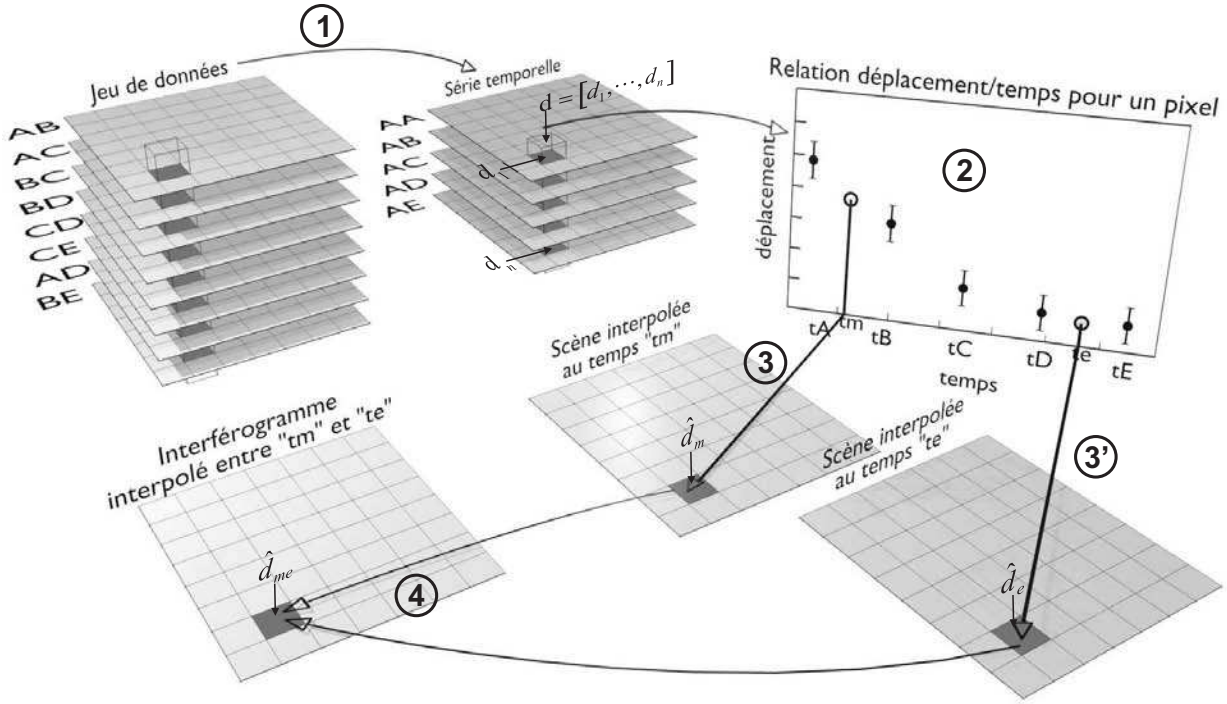 1
Jeu de données
AB
AC
BC
BD
CD
CE
AD
BE
Série temporelle
d = [d₁,…,dₙ]
AA
AB
AC
AD
AE
d₁
dₙ
Relation déplacement/temps pour un pixel
déplacement
2
tA tm tB tC tD te tE
temps
Scène interpolée
au temps "tm"
3
d̂ₘ
Scène interpolée
au temps "te"
3’
d̂ₑ
Interférogramme
interpolé entre "tm" et "te"
d̂ₘₑ
4